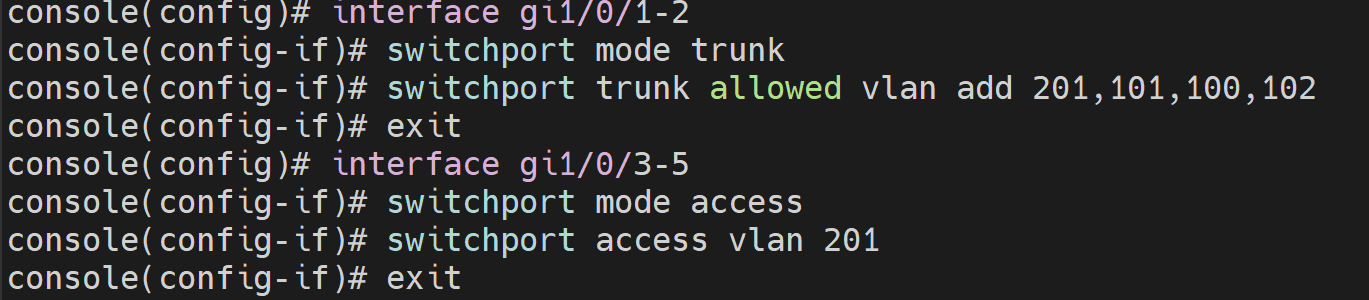 console(config)# interface gi1/0/1-2
console(config-if)# switchport mode trunk
console(config-if)# switchport trunk allowed vlan add 201,101,100,102
console(config-if)# exit
console(config)# interface gi1/0/3-5
console(config-if)# switchport mode access
console(config-if)# switchport access vlan 201
console(config-if)# exit